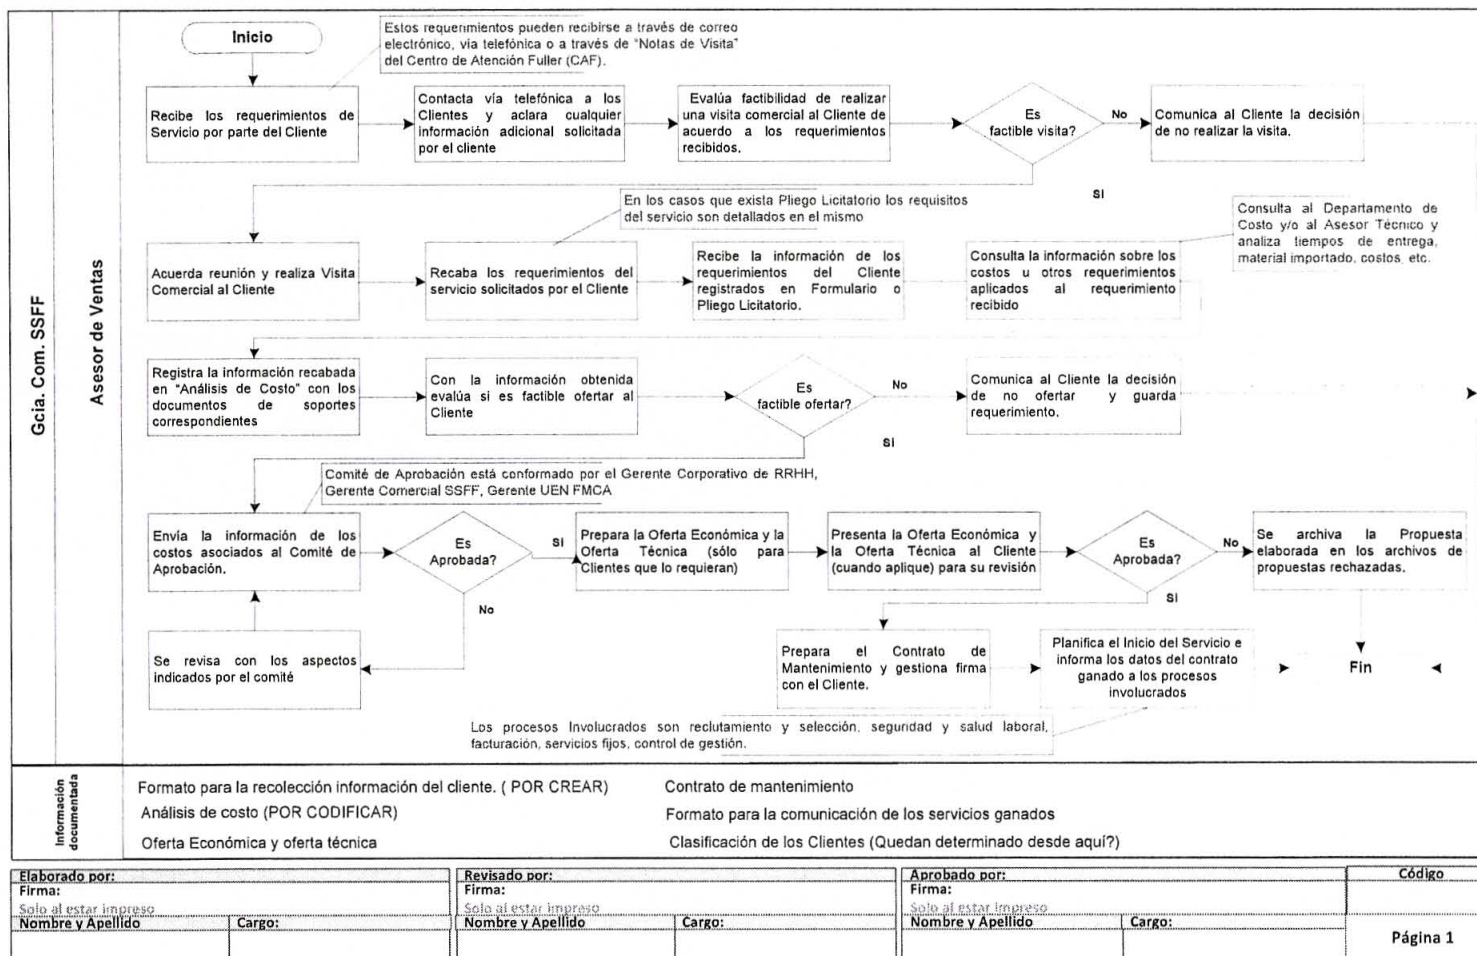 Inicio
Estos requerimientos pueden recibirse a través de correo
electrónico, vía telefónica o a través de "Notas de Visita"
del Centro de Atención Fuller (CAF).
Recibe los requerimientos de
Servicio por parte del Cliente
Contacta vía telefónica a los
Clientes y aclara cualquier
información adicional solicitada
por el cliente
Evalúa factibilidad de realizar
una visita comercial al Cliente de
acuerdo a los requerimientos
recibidos.
Es
factible visita?
No
Comunica al Cliente la decisión
de no realizar la visita.
SI
En los casos que exista Pliego Licitatorio los requisitos
del servicio son detallados en el mismo
Consulta al Departamento de
Costo y/o al Asesor Técnico y
analiza tiempos de entrega,
material importado, costos, etc.
Gcia. Com. SSFF
Asesor de Ventas
Acuerda reunión y realiza Visita
Comercial al Cliente
Recaba los requerimientos del
servicio solicitados por el Cliente
Recibe la información de los
requerimientos del Cliente
registrados en Formulario o
Pliego Licitatorio.
Consulta la información sobre los
costos u otros requerimientos
aplicados al requerimiento
recibido
Registra la información recabada
en "Análisis de Costo" con los
documentos de soportes
correspondientes
Con la información obtenida
evalúa si es factible ofertar al
Cliente
Es
factible ofertar?
No
Comunica al Cliente la decisión
de no ofertar y guarda
requerimiento.
SI
Comité de Aprobación está conformado por el Gerente Corporativo de RRHH,
Gerente Comercial SSFF, Gerente UEN FMCA
Envía la información de los
costos asociados al Comité de
Aprobación.
Es
Aprobada?
SI
Prepara la Oferta Económica y la
Oferta Técnica (sólo para
Clientes que lo requieran)
Presenta la Oferta Económica y
la Oferta Técnica al Cliente
(cuando aplique) para su revisión
Es
Aprobada?
No
Se archiva la Propuesta
elaborada en los archivos de
propuestas rechazadas.
No
SI
Se revisa con los aspectos
indicados por el comité
Prepara el Contrato de
Mantenimiento y gestiona firma
con el Cliente.
Planifica el Inicio del Servicio e
informa los datos del contrato
ganado a los procesos
involucrados
Fin
Los procesos Involucrados son reclutamiento y selección, seguridad y salud laboral,
facturación, servicios fijos, control de gestión.
Información
documentada
Formato para la recolección información del cliente. ( POR CREAR)
Contrato de mantenimiento
Análisis de costo (POR CODIFICAR)
Formato para la comunicación de los servicios ganados
Oferta Económica y oferta técnica
Clasificación de los Clientes (Quedan determinado desde aquí?)
Elaborado por:
Firma:
Solo al estar impreso
Nombre y Apellido
Cargo:
Revisado por:
Firma:
Solo al estar impreso
Nombre y Apellido
Cargo:
Aprobado por:
Firma:
Solo al estar impreso
Nombre y Apellido
Cargo:
Código
Página 1